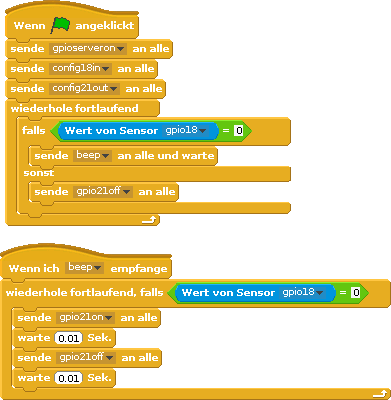 Wenn angeklickt
sende gpioserveron an alle
sende config18in an alle
sende config21out an alle
wiederhole fortlaufend
falls Wert von Sensor gpio18 = 0
sende beep an alle und warte
sonst
sende gpio21off an alle
Wenn ich beep empfange
wiederhole fortlaufend, falls Wert von Sensor gpio18 = 0
sende gpio21on an alle
warte 0.01 Sek.
sende gpio21off an alle
warte 0.01 Sek.